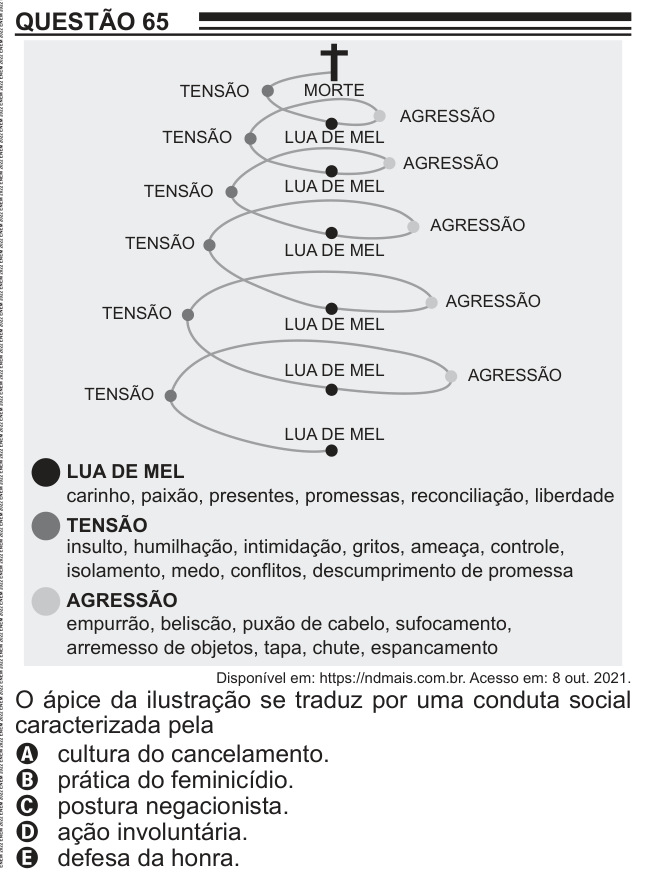 QUESTÃO 65
MORTE
TENSÃO
AGRESSÃO
LUA DE MEL
TENSÃO
AGRESSÃO
LUA DE MEL
TENSÃO
AGRESSÃO
LUA DE MEL
TENSÃO
AGRESSÃO
LUA DE MEL
TENSÃO
LUA DE MEL
AGRESSÃO
TENSÃO
LUA DE MEL
LUA DE MEL
carinho, paixão, presentes, promessas, reconciliação, liberdade
TENSÃO
insulto, humilhação, intimidação, gritos, ameaça, controle,
isolamento, medo, conflitos, descumprimento de promessa
AGRESSÃO
empurrão, beliscão, puxão de cabelo, sufocamento,
arremesso de objetos, tapa, chute, espancamento
Disponível em: https://ndmais.com.br. Acesso em: 8 out. 2021.
O ápice da ilustração se traduz por uma conduta social
caracterizada pela
A cultura do cancelamento.
B prática do feminicídio.
C postura negacionista.
D ação involuntária.
E defesa da honra.